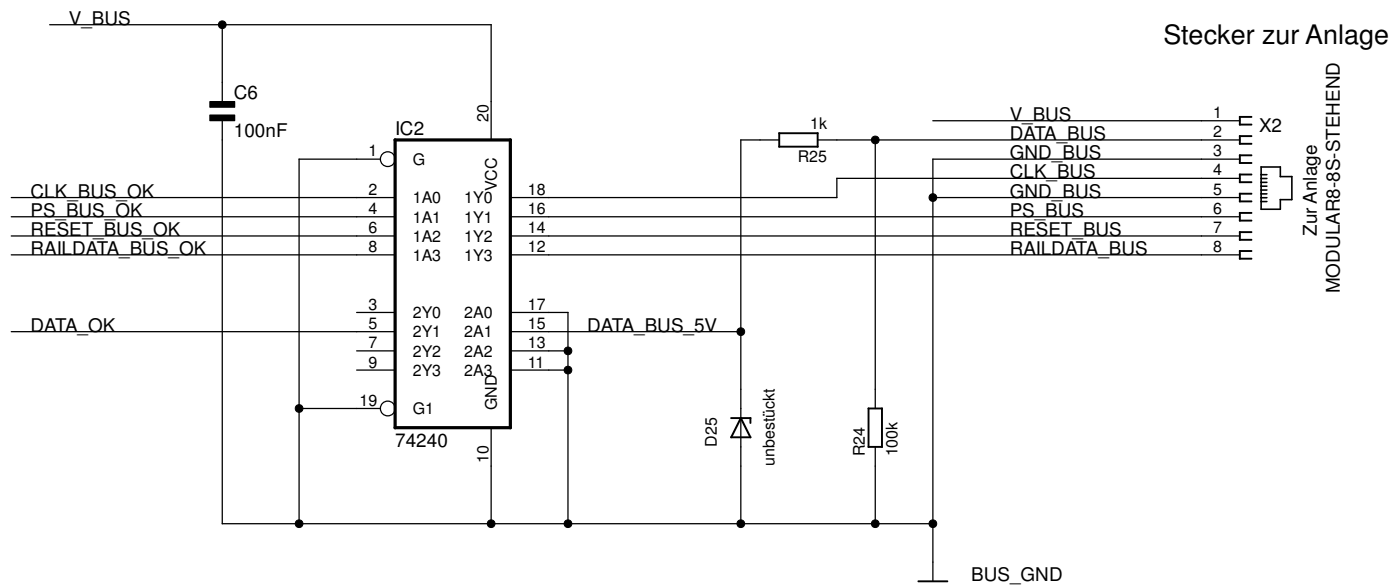 V_BUS
Stecker zur Anlage
C6
100nF
20
IC2
VCC
1
G
CLK_BUS_OK
2
1A0
1Y0
18
PS_BUS_OK
4
1A1
1Y1
16
RESET_BUS_OK
6
1A2
1Y2
14
RAILDATA_BUS_OK
8
1A3
1Y3
12
3
2Y0
2A0
17
DATA_OK
5
2Y1
2A1
15
DATA_BUS_5V
7
2Y2
2A2
13
9
2Y3
2A3
11
GND
19
G1
74240
10
1k
R25
D25
unbestückt
R24
100k
V_BUS
1
X2
DATA_BUS
2
GND_BUS
3
CLK_BUS
4
GND_BUS
5
PS_BUS
6
RESET_BUS
7
RAILDATA_BUS
8
Zur Anlage
MODULAR8-8S-STEHEND
BUS_GND